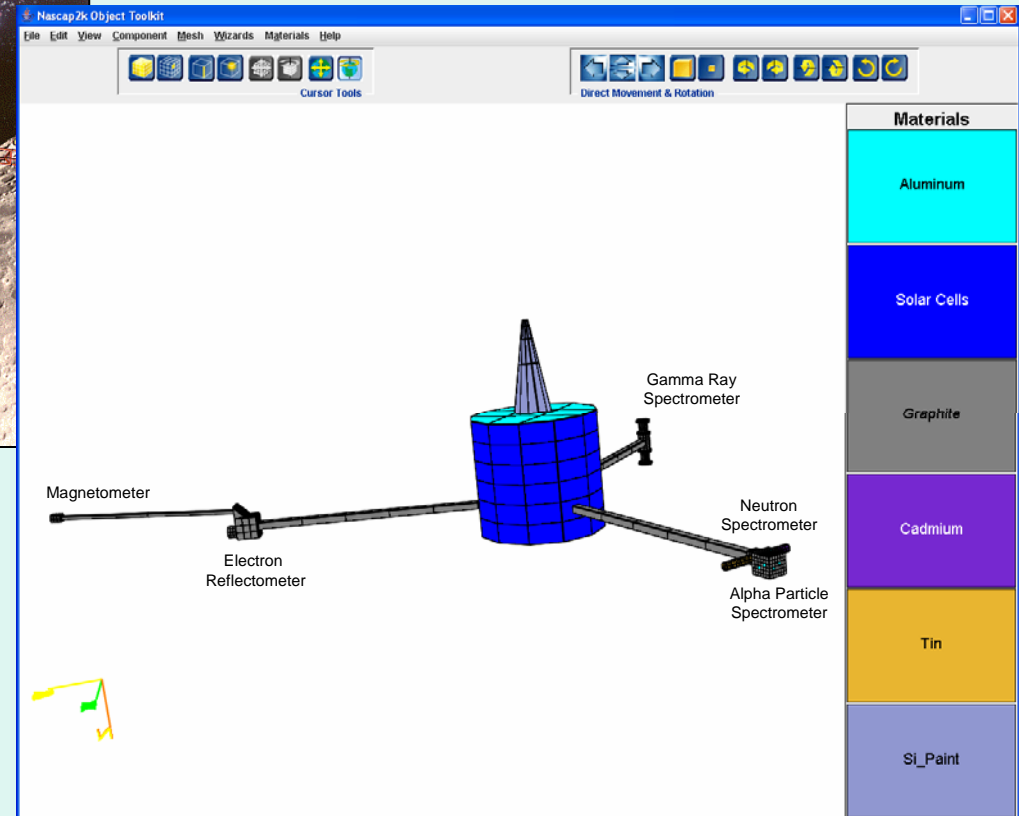 Nascap2k Object Toolkit
File Edit View Component Mesh Wizards Materials Help
Cursor Tools
Direct Movement & Rotation
Materials
Aluminum
Solar Cells
Graphite
Cadmium
Tin
Si_Paint
Gamma Ray
Spectrometer
Magnetometer
Electron
Reflectometer
Neutron
Spectrometer
Alpha Particle
Spectrometer